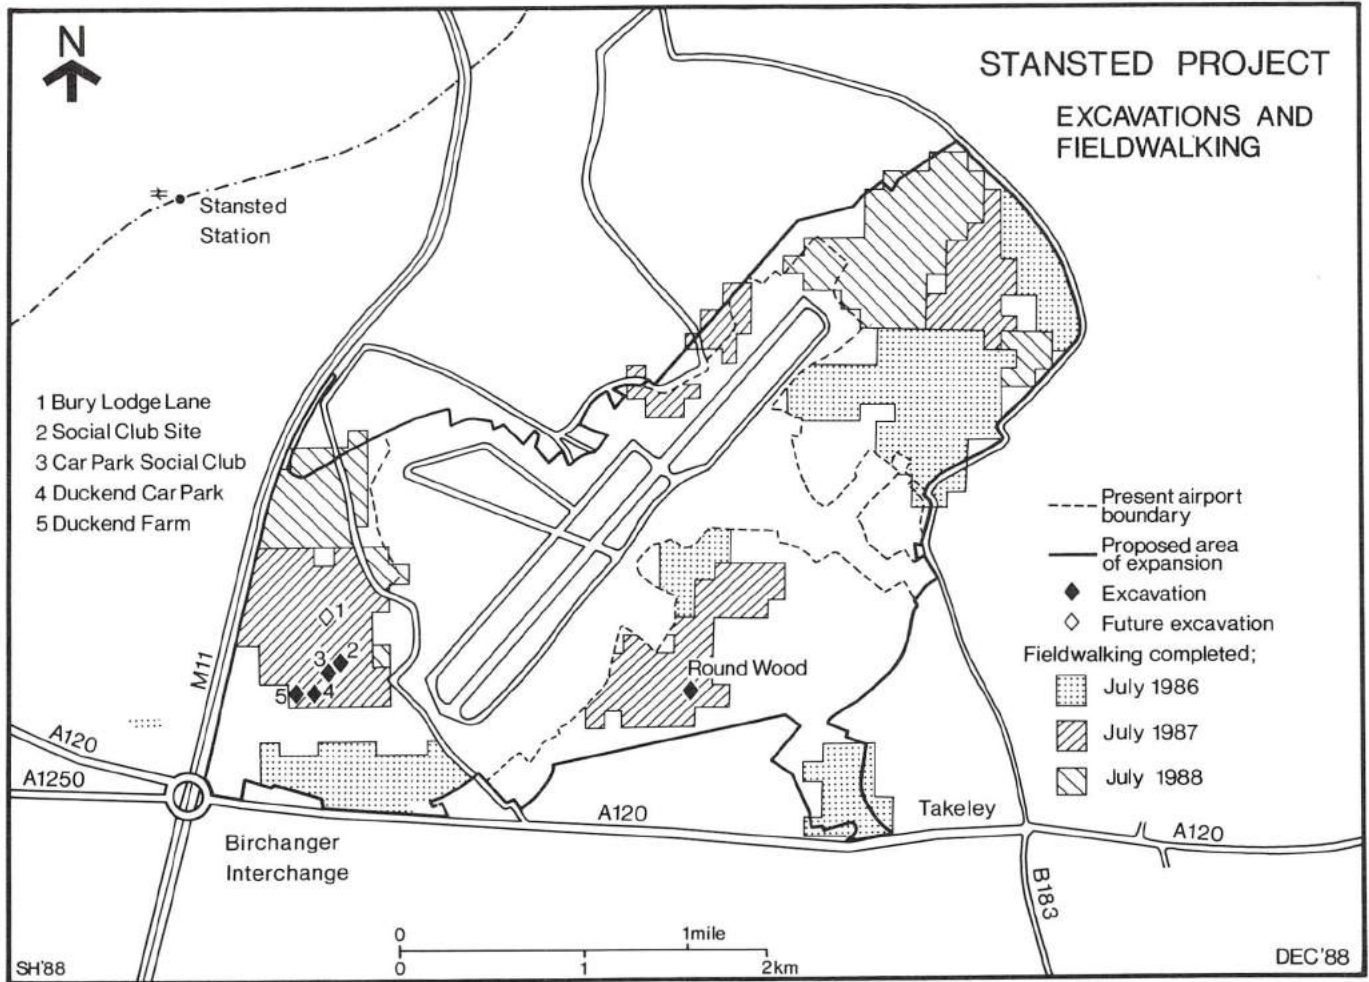 N
STANSTED PROJECT
EXCAVATIONS AND
FIELDWALKING
Stansted
Station
1 Bury Lodge Lane
2 Social Club Site
3 Car Park Social Club
4 Duckend Car Park
5 Duckend Farm
Present airport
boundary
Proposed area
of expansion
Excavation
Future excavation
Fieldwalking completed;
July 1986
July 1987
July 1988
1
2
3
4
5
Round Wood
M11
A120
A1250
A120
Takeley
A120
Birchanger
Interchange
B183
0
1mile
0
1
2km
SH'88
DEC'88